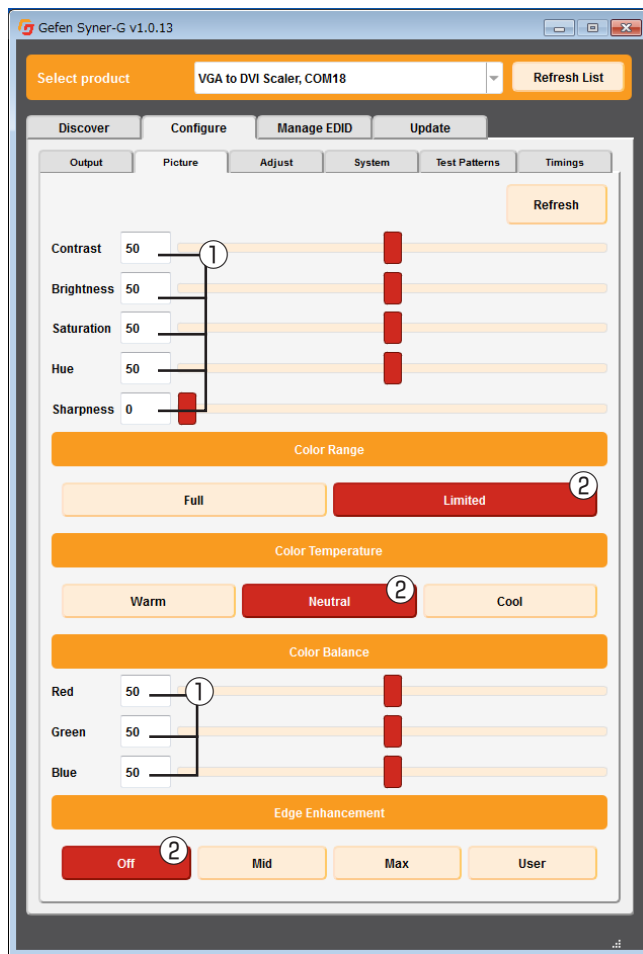 Gefen Syner-G v1.0.13
Select product VGA to DVI Scaler, COM18 Refresh List
Discover Configure Manage EDID Update
Output Picture Adjust System Test Patterns Timings
Refresh
Contrast 50 ①
Brightness 50
Saturation 50
Hue 50
Sharpness 0
Color Range
Full Limited ②
Color Temperature
Warm Neutral ② Cool
Color Balance
Red 50 ①
Green 50
Blue 50
Edge Enhancement
Off ② Mid Max User